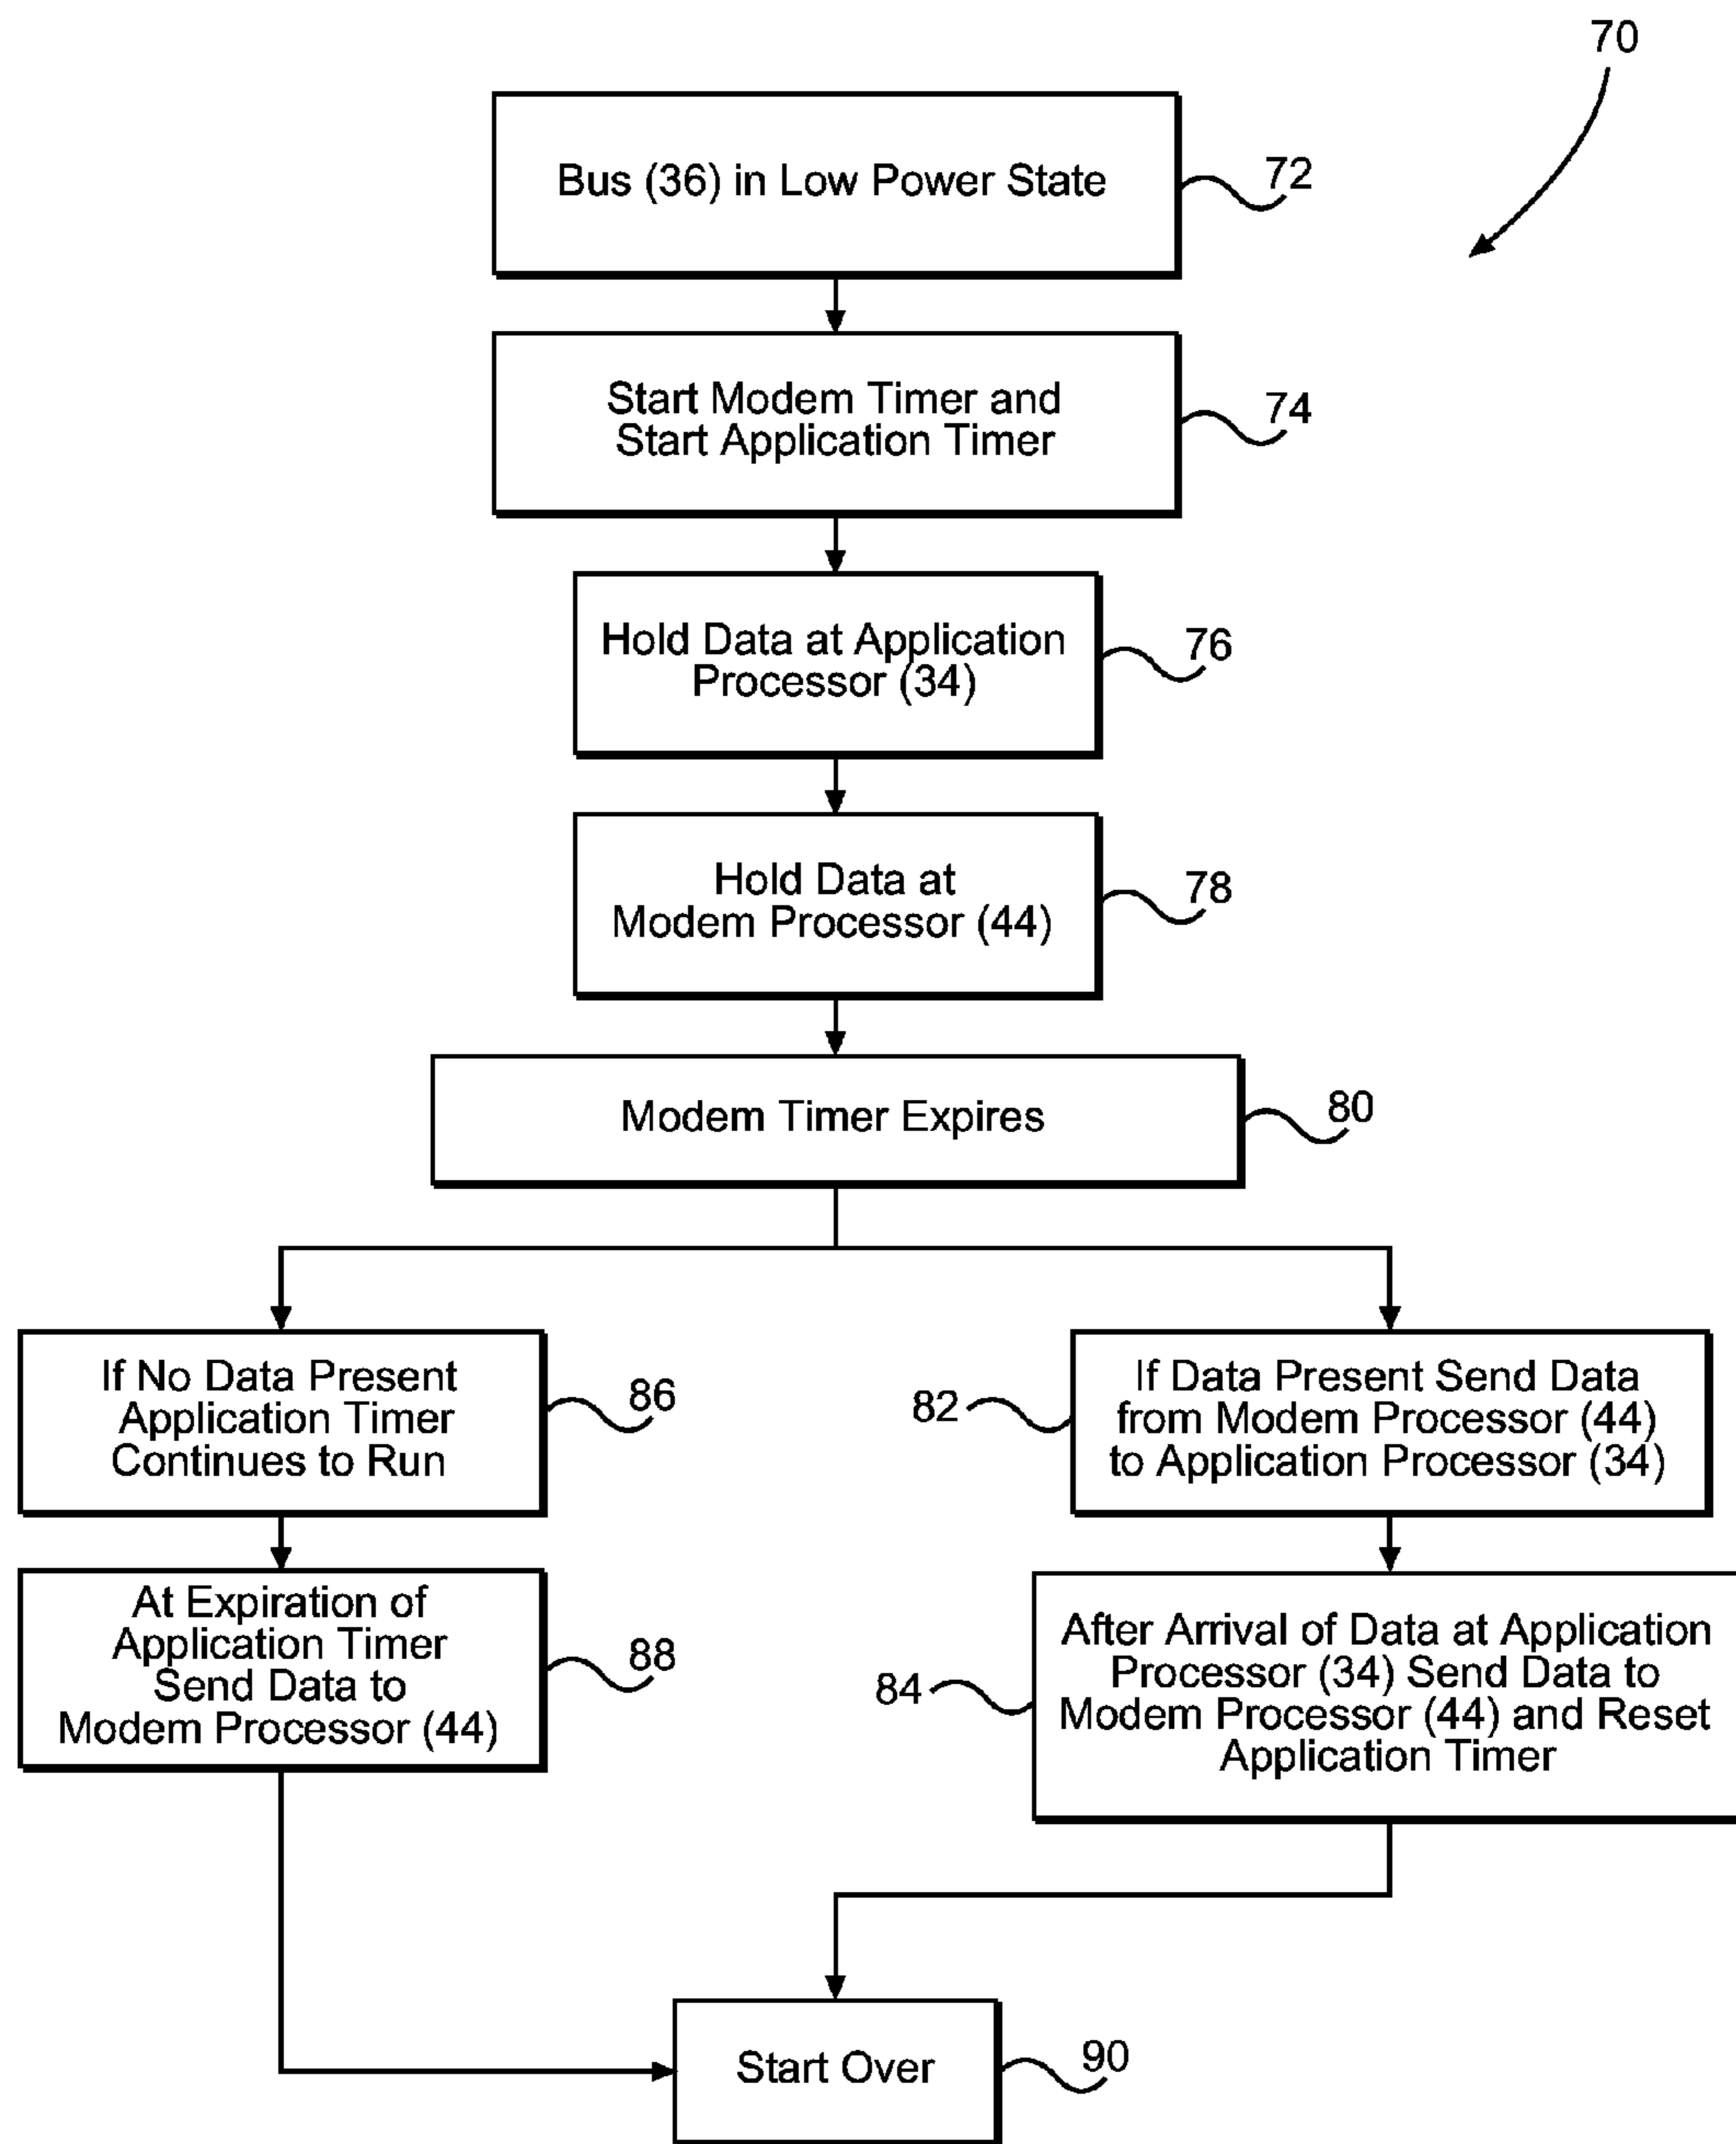 70
Bus (36) in Low Power State
72
Start Modem Timer and
Start Application Timer
74
Hold Data at Application
Processor (34)
76
Hold Data at
Modem Processor (44)
78
Modem Timer Expires
80
If No Data Present
Application Timer
Continues to Run
86
82
If Data Present Send Data
from Modem Processor (44)
to Application Processor (34)
At Expiration of
Application Timer
Send Data to
Modem Processor (44)
88
84
After Arrival of Data at Application
Processor (34) Send Data to
Modem Processor (44) and Reset
Application Timer
Start Over
90